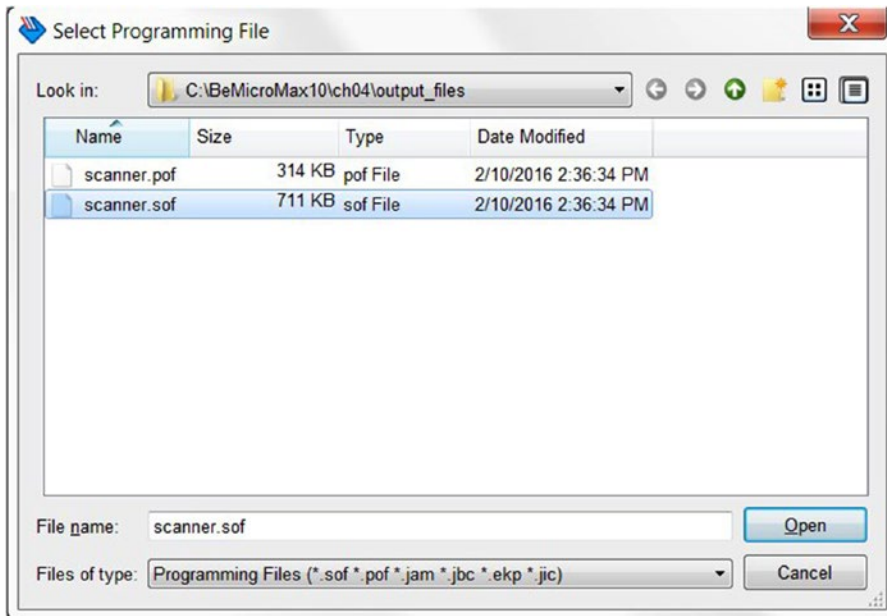 Select Programming File
Look in: C:\BeMicroMax10\ch04\output_files
Name Size Type Date Modified
scanner.pof 314 KB pof File 2/10/2016 2:36:34 PM
scanner.sof 711 KB sof File 2/10/2016 2:36:34 PM
File name: scanner.sof Open
Files of type: Programming Files (*.sof *.pof *.jam *.jbc *.ekp *.jic) Cancel